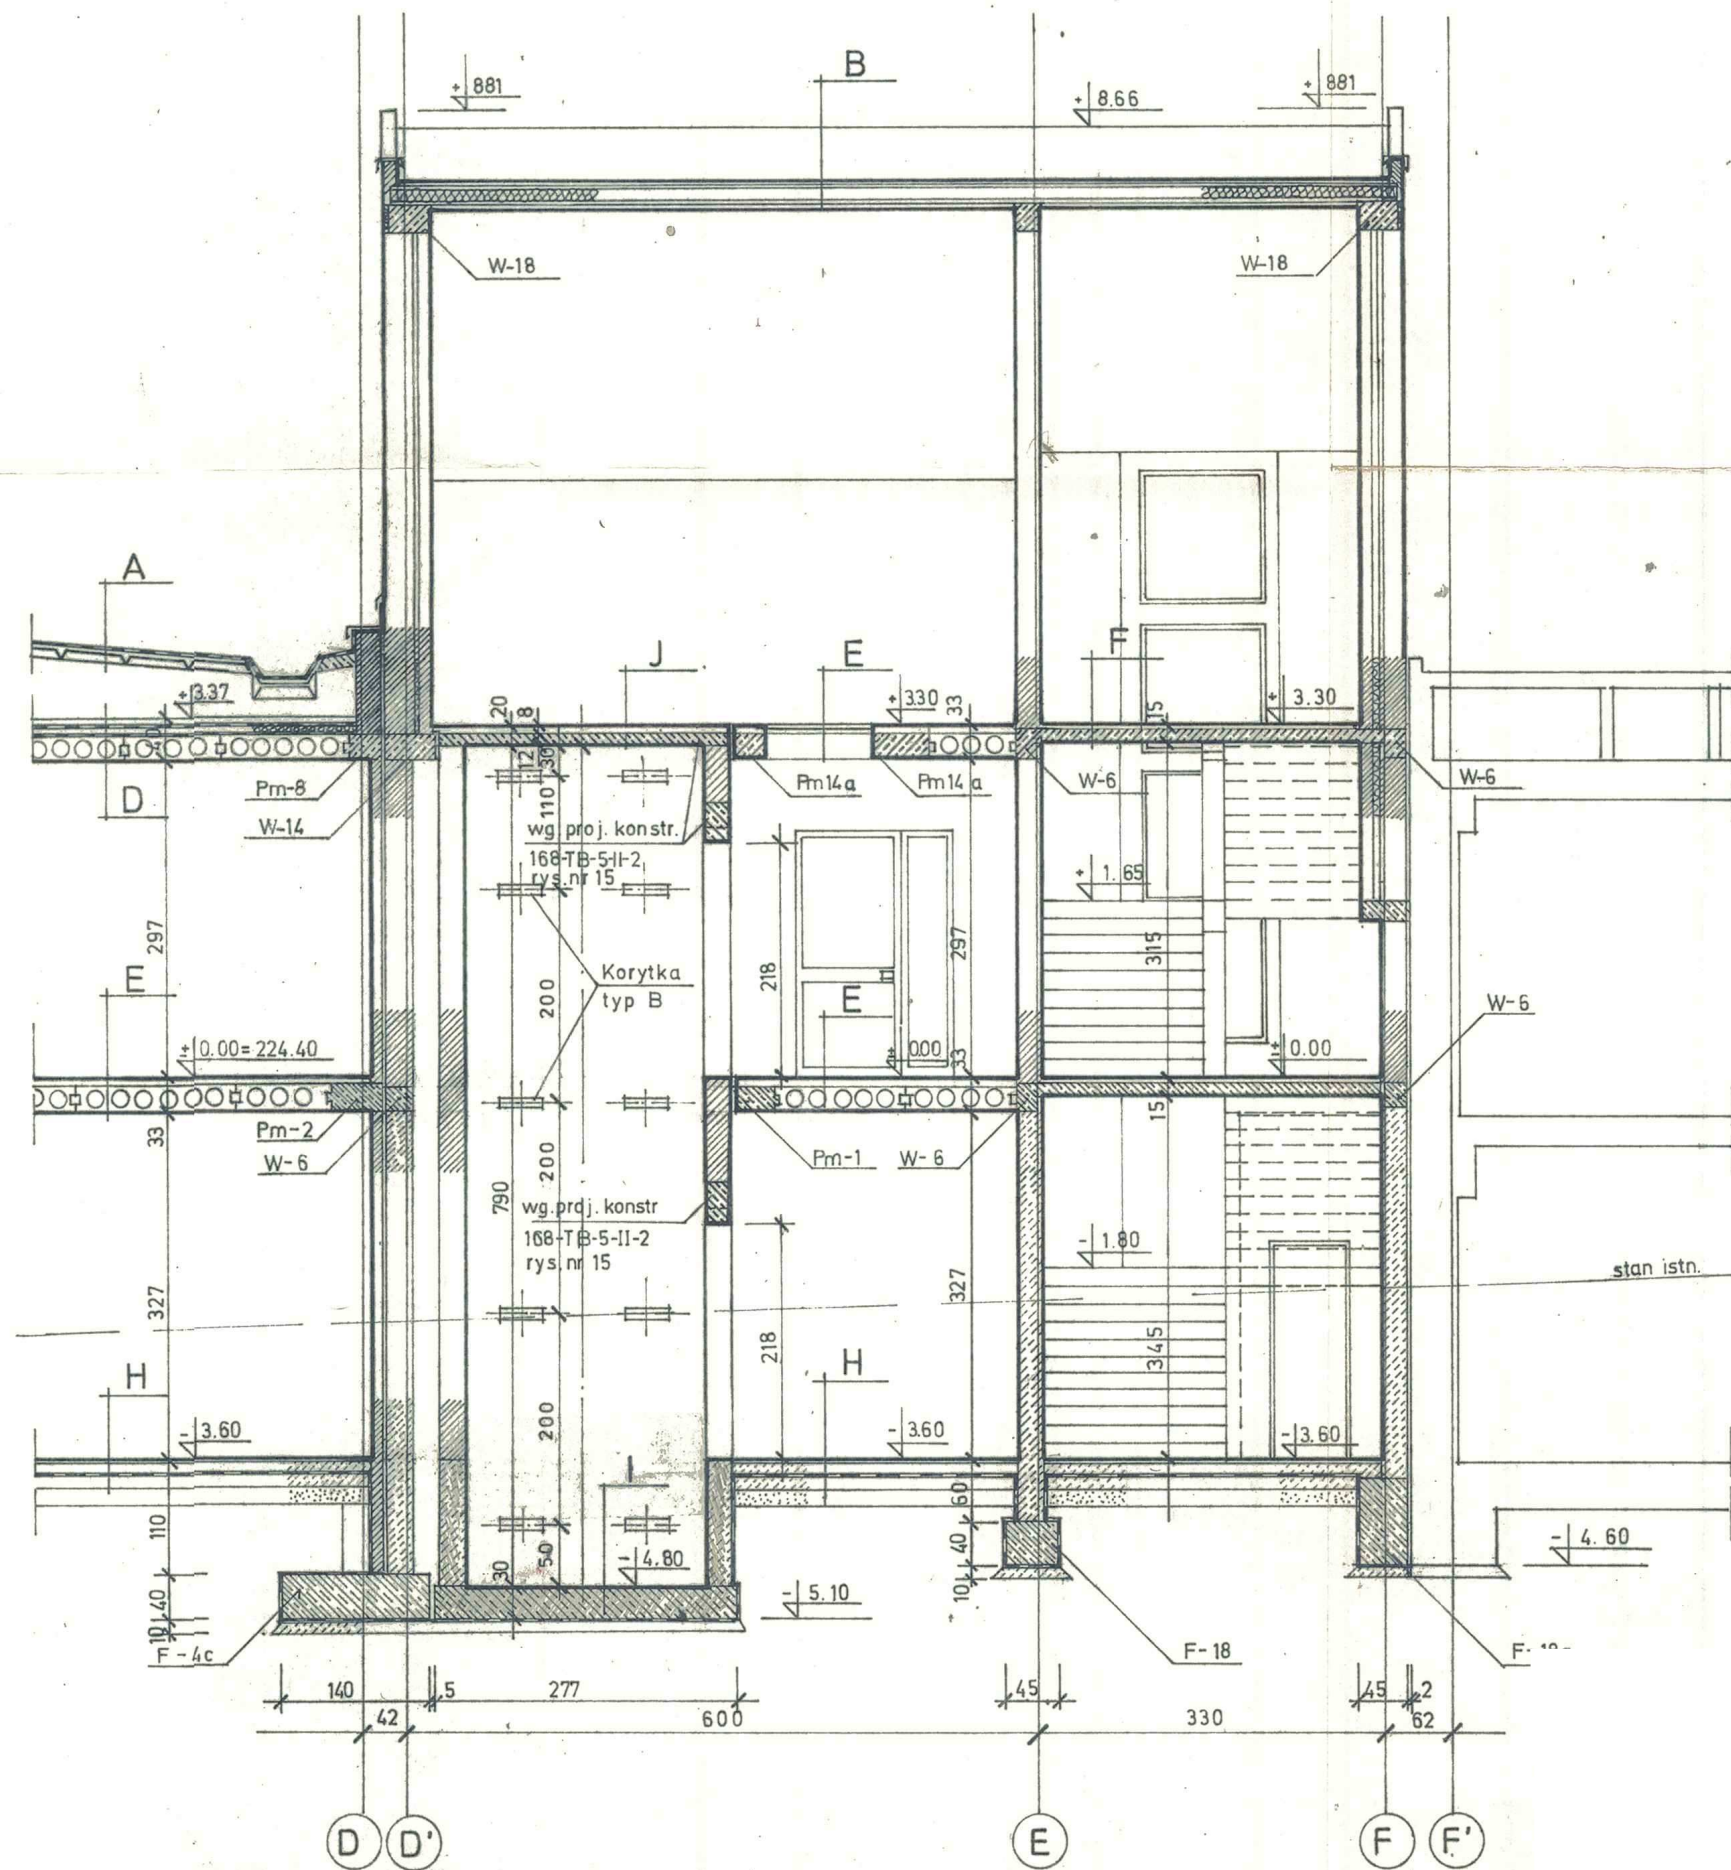 + 881
B
+ 8.66
+ 881
W-18
W-18
A
J
E
F
+ 3.37
20
8
+ 330
33
15
+ 3.30
12
30
Pm-8
110
Pm14a
Pm14a
W-6
W-6
D
W-14
wg. proj. konstr.
168-TB-5-II-2
rys. nr 15
+ 1.65
297
218
297
315
Korytka
typ B
E
200
E
W-6
± 0.00=224.40
± 000
± 0.00
33
33
15
Pm-2
W-6
200
Pm-1
W-6
790
wg. proj. konstr
168-TB-5-II-2
rys. nr 15
- 1.80
stan istn.
327
327
218
345
H
H
200
- 3.60
- 3.60
- 3.60
I
110
60
50
30
- 4.80
40
- 4.60
40
10
- 5.10
10
F-4c
F-18
140
5
277
45
45
2
42
600
330
62
D
D'
E
F
F'